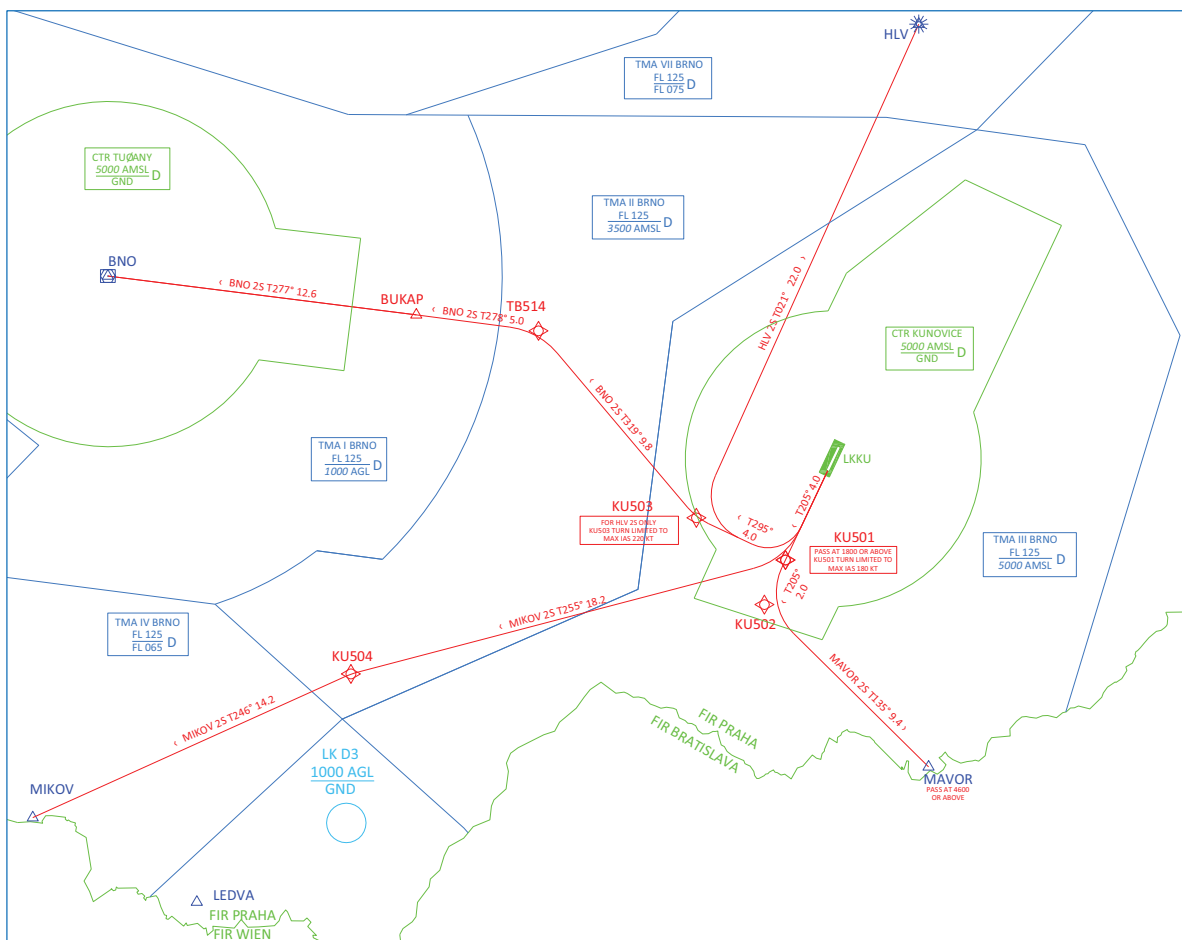 HLV
TMA VII BRNO
FL 125
FL 075
D
CTR TUØANY
5000 AMSL
GND
D
TMA II BRNO
FL 125
3500 AMSL
D
BNO
‹ BNO 2S T277° 12.6
BUKAP
‹ BNO 2S T278° 5.0
TB514
HLV 2S T021° 22.0 ›
CTR KUNOVICE
5000 AMSL
GND
D
‹ BNO 2S T319° 9.8
TMA I BRNO
FL 125
1000 AGL
D
LKKU
‹ T205° 4.0
KU503
FOR HLV 2S ONLY
KU503 TURN LIMITED TO
MAX IAS 220 KT
‹ T295°
4.0
KU501
PASS AT 1800 OR ABOVE
KU501 TURN LIMITED TO
MAX IAS 180 KT
TMA III BRNO
FL 125
5000 AMSL
D
‹ T205°
2.0
KU502
‹ MIKOV 2S T255° 18.2
TMA IV BRNO
FL 125
FL 065
D
KU504
‹ MIKOV 2S T246° 14.2
MAVOR 2S T135° 9.4 ›
FIR PRAHA
FIR BRATISLAVA
LK D3
1000 AGL
GND
MIKOV
MAVOR
PASS AT 4600
OR ABOVE
LEDVA
FIR PRAHA
FIR WIEN